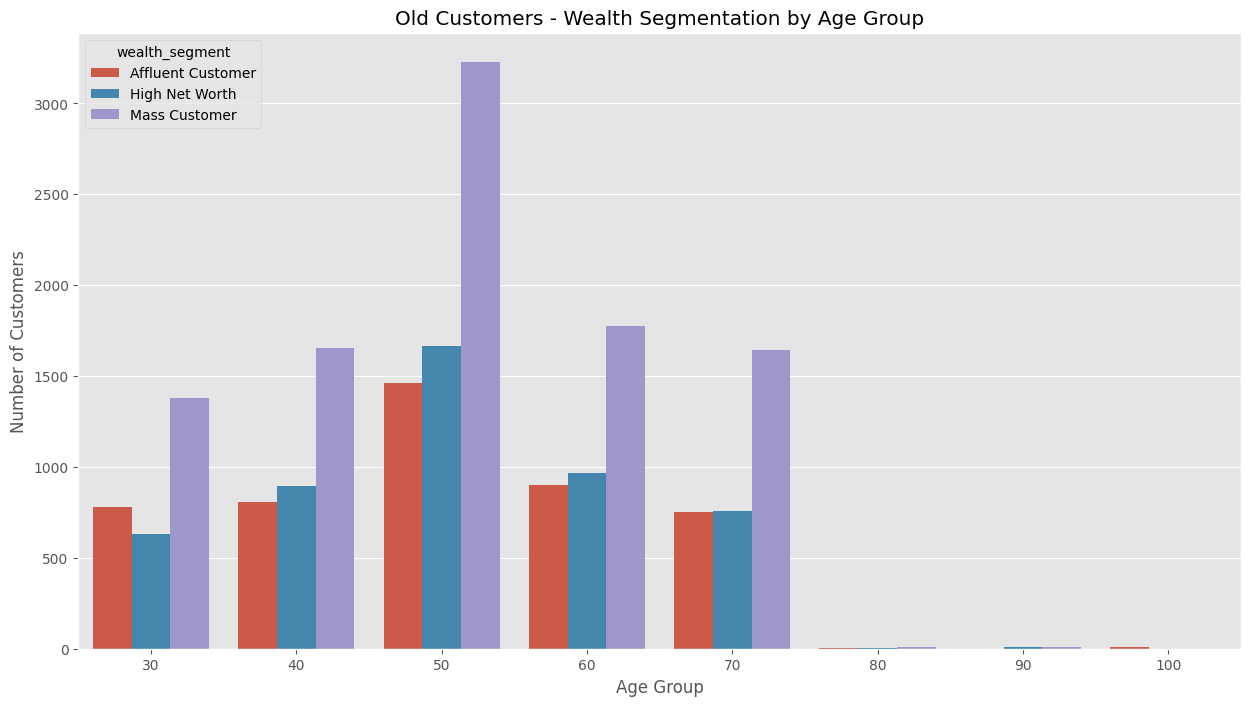 Old Customers - Wealth Segmentation by Age Group
wealth_segment
Affluent Customer
High Net Worth
Mass Customer
Number of Customers
3000
2500
2000
1500
1000
500
0
30 40 50 60 70 80 90 100
Age Group